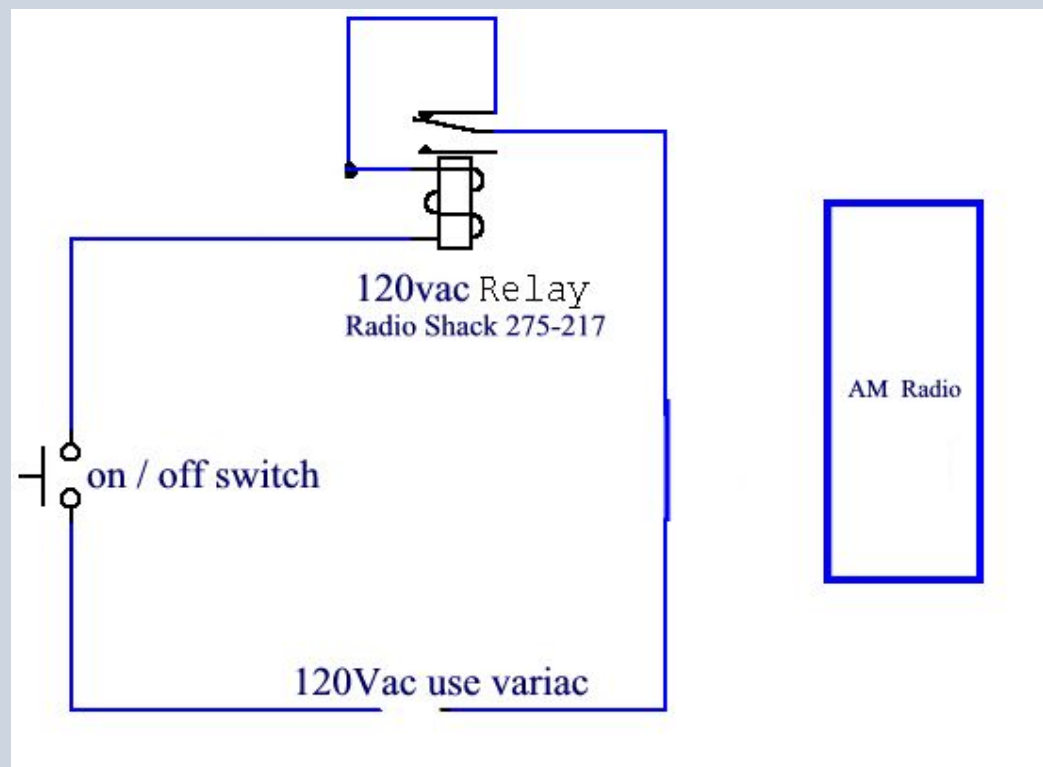 120vac Relay
Radio Shack 275-217
AM Radio
on / off switch
120Vac use variac